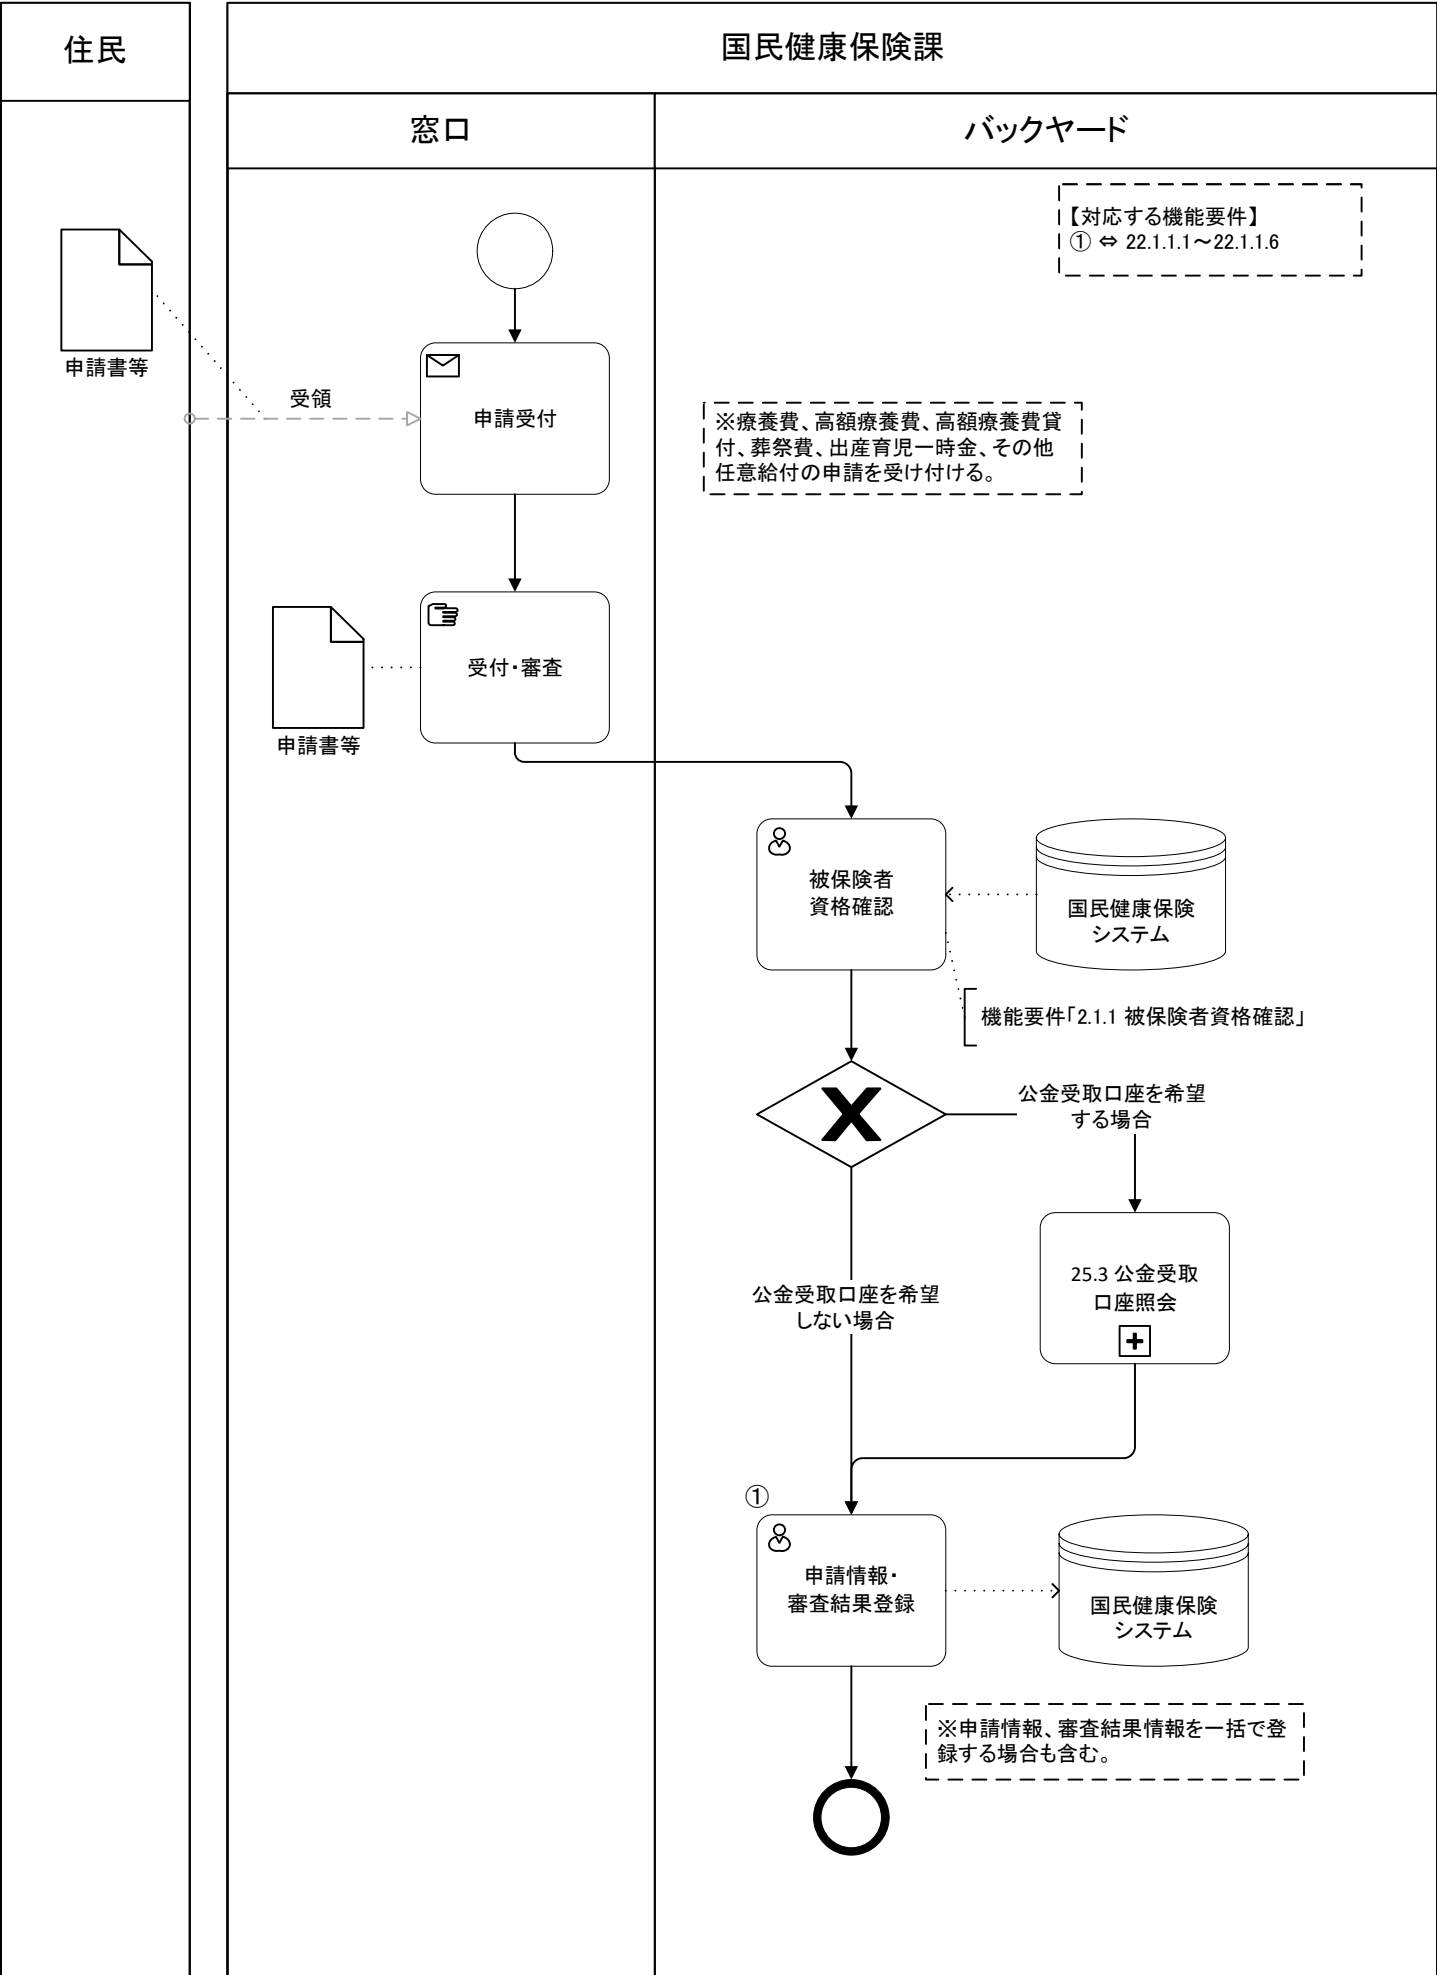 住民
国民健康保険課
窓口
バックヤード
【対応する機能要件】
① ⇔ 22.1.1.1～22.1.1.6
申請書等
受領
申請受付
※療養費、高額療養費、高額療養費貸
付、葬祭費、出産育児一時金、その他
任意給付の申請を受け付ける。
申請書等
受付・審査
被保険者
資格確認
国民健康保険
システム
機能要件「2.1.1 被保険者資格確認」
公金受取口座を希望
する場合
25.3 公金受取
口座照会
公金受取口座を希望
しない場合
①
申請情報・
審査結果登録
国民健康保険
システム
※申請情報、審査結果情報を一括で登
録する場合も含む。